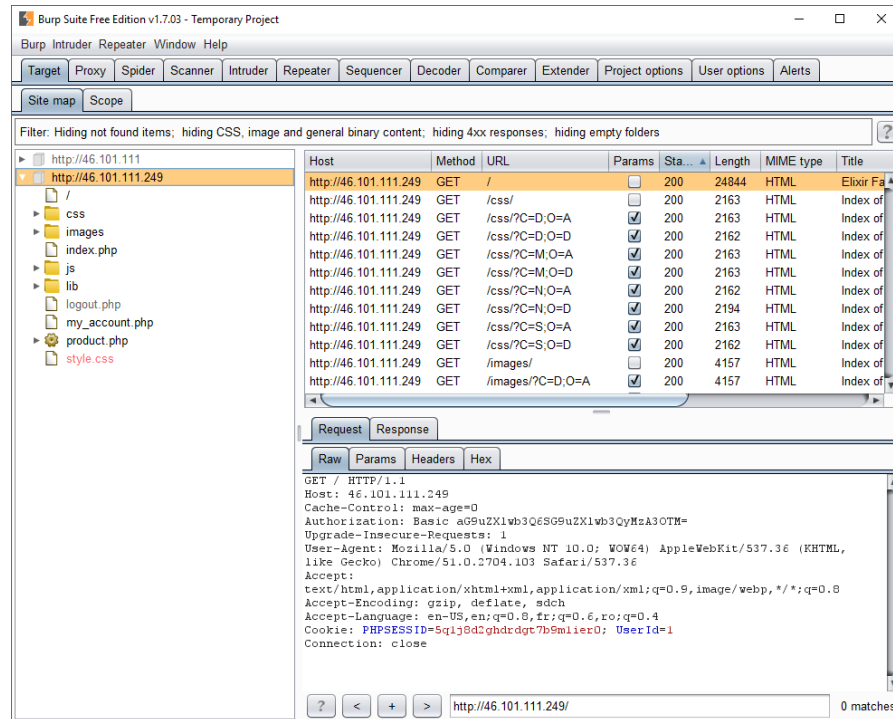 Burp Suite Free Edition v1.7.03 - Temporary Project
Burp Intruder Repeater Window Help
Target Proxy Spider Scanner Intruder Repeater Sequencer Decoder Comparer Extender Project options User options Alerts
Site map Scope
Filter: Hiding not found items; hiding CSS, image and general binary content; hiding 4xx responses; hiding empty folders ?
http://46.101.111
http://46.101.111.249
/
css
images
index.php
js
lib
logout.php
my_account.php
product.php
style.css
Host Method URL Params Sta... Length MIME type Title
http://46.101.111.249 GET / 200 24844 HTML Elixir Fa
http://46.101.111.249 GET /css/ 200 2163 HTML Index of
http://46.101.111.249 GET /css/?C=D;O=A 200 2163 HTML Index of
http://46.101.111.249 GET /css/?C=D;O=D 200 2162 HTML Index of
http://46.101.111.249 GET /css/?C=M;O=A 200 2163 HTML Index of
http://46.101.111.249 GET /css/?C=M;O=D 200 2163 HTML Index of
http://46.101.111.249 GET /css/?C=N;O=A 200 2162 HTML Index of
http://46.101.111.249 GET /css/?C=N;O=D 200 2194 HTML Index of
http://46.101.111.249 GET /css/?C=S;O=A 200 2163 HTML Index of
http://46.101.111.249 GET /css/?C=S;O=D 200 2162 HTML Index of
http://46.101.111.249 GET /images/ 200 4157 HTML Index of
http://46.101.111.249 GET /images/?C=D;O=A 200 4157 HTML Index of
Request Response
Raw Params Headers Hex
GET / HTTP/1.1
Host: 46.101.111.249
Cache-Control: max-age=0
Authorization: Basic aG9uZXlwb3Q6SG9uZXlwb3QyMzA3OTM=
Upgrade-Insecure-Requests: 1
User-Agent: Mozilla/5.0 (Windows NT 10.0; WOW64) AppleWebKit/537.36 (KHTML,
like Gecko) Chrome/51.0.2704.103 Safari/537.36
Accept:
text/html,application/xhtml+xml,application/xml;q=0.9,image/webp,*/*;q=0.8
Accept-Encoding: gzip, deflate, sdch
Accept-Language: en-US,en;q=0.8,fr;q=0.6,ro;q=0.4
Cookie: PHPSESSID=5q1j8d2ghdrdgt7b9m1ier0; UserId=1
Connection: close
? < + > http://46.101.111.249/ 0 matches